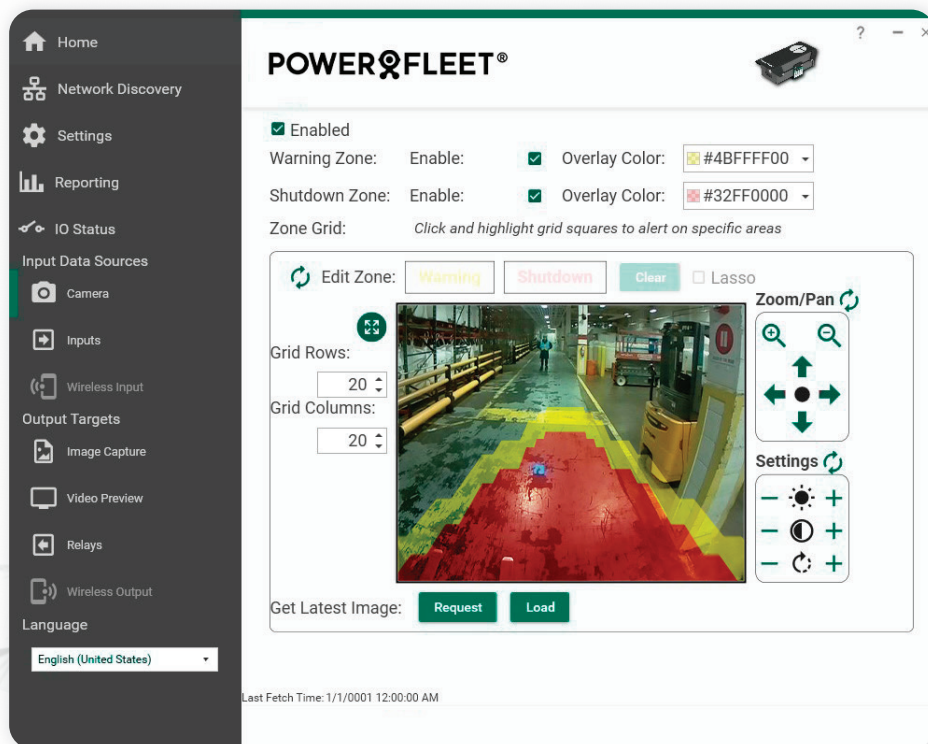 Home
Network Discovery
Settings
Reporting
IO Status
Input Data Sources
Camera
Inputs
Wireless Input
Output Targets
Image Capture
Video Preview
Relays
Wireless Output
Language
English (United States)
? − ×
POWERFLEET®
Enabled
Warning Zone: Enable: Overlay Color: #4BFFFF00
Shutdown Zone: Enable: Overlay Color: #32FF0000
Zone Grid: Click and highlight grid squares to alert on specific areas
Edit Zone: Warning Shutdown Clear Lasso
Grid Rows:
20
Grid Columns:
20
Zoom/Pan
Settings
Get Latest Image: Request Load
Last Fetch Time: 1/1/0001 12:00:00 AM